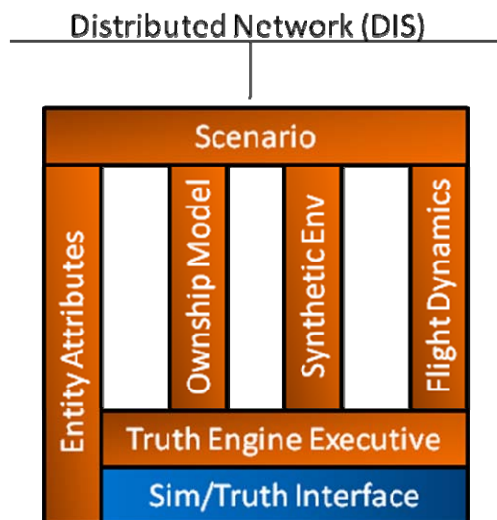 Distributed Network (DIS)
Scenario
Entity Attributes
Ownship Model
Synthetic Env
Flight Dynamics
Truth Engine Executive
Sim/Truth Interface